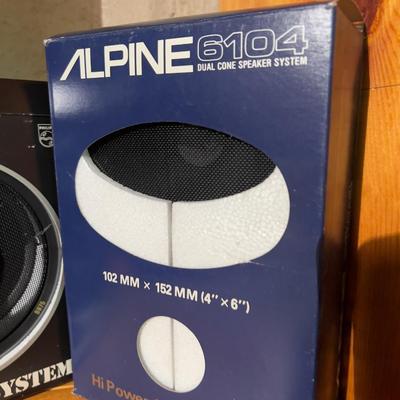 ALPINE 6104
DUAL CONE SPEAKER SYSTEM
102 MM × 152 MM (4"×6")
Hi Power
YSTEM